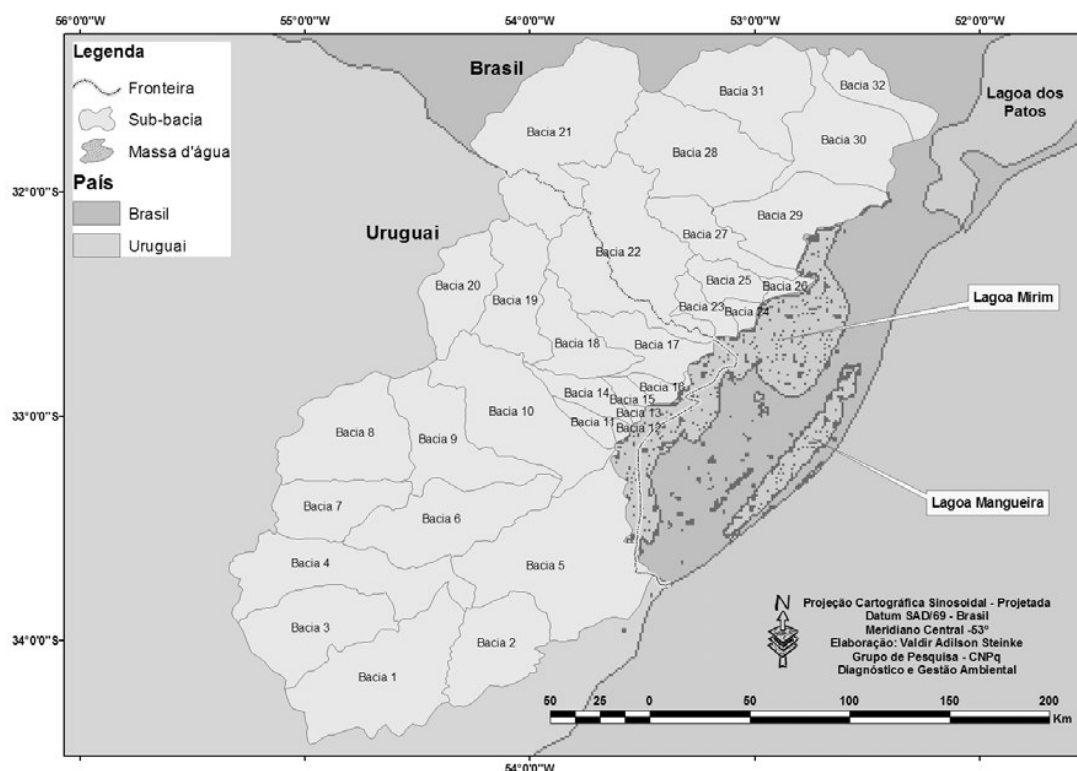 56°0'0"W
55°0'0"W
54°0'0"W
53°0'0"W
52°0'0"W
Legenda
Fronteira
Sub-bacia
Massa d'água
País
Brasil
Uruguai
Brasil
Uruguai
Lagoa dos
Patos
Bacia 32
Bacia 31
Bacia 21
Bacia 30
Bacia 28
32°0'0"S
Bacia 29
Bacia 27
Bacia 22
Bacia 25
Bacia 20
Bacia 26
Bacia 19
Bacia 23
Bacia 24
Lagoa Mirim
Bacia 18
Bacia 17
Bacia 16
Bacia 14
Bacia 15
33°0'0"S
Bacia 10
Bacia 13
Bacia 11
Bacia 12
Bacia 8
Bacia 9
Lagoa Mangueira
Bacia 7
Bacia 6
Bacia 4
Bacia 5
34°0'0"S
Bacia 3
Bacia 2
Bacia 1
N
Projeção Cartográfica Sinosoidal - Projetada
Datum SAD/69 - Brasil
Meridiano Central -53º
Elaboração: Valdir Adilson Steinke
Grupo de Pesquisa - CNPq
Diagnóstico e Gestão Ambiental
50 25 0 50 100 150 200
Km
54°0'0"W